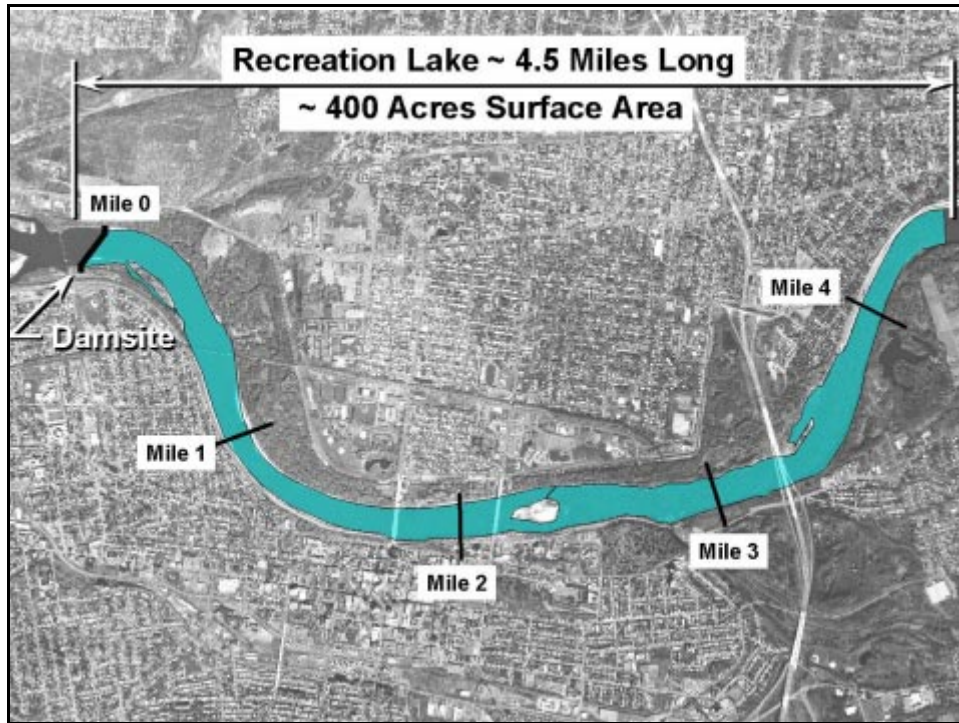 Recreation Lake ~ 4.5 Miles Long
~ 400 Acres Surface Area
Mile 0
Mile 4
Damsite
Mile 1
Mile 3
Mile 2